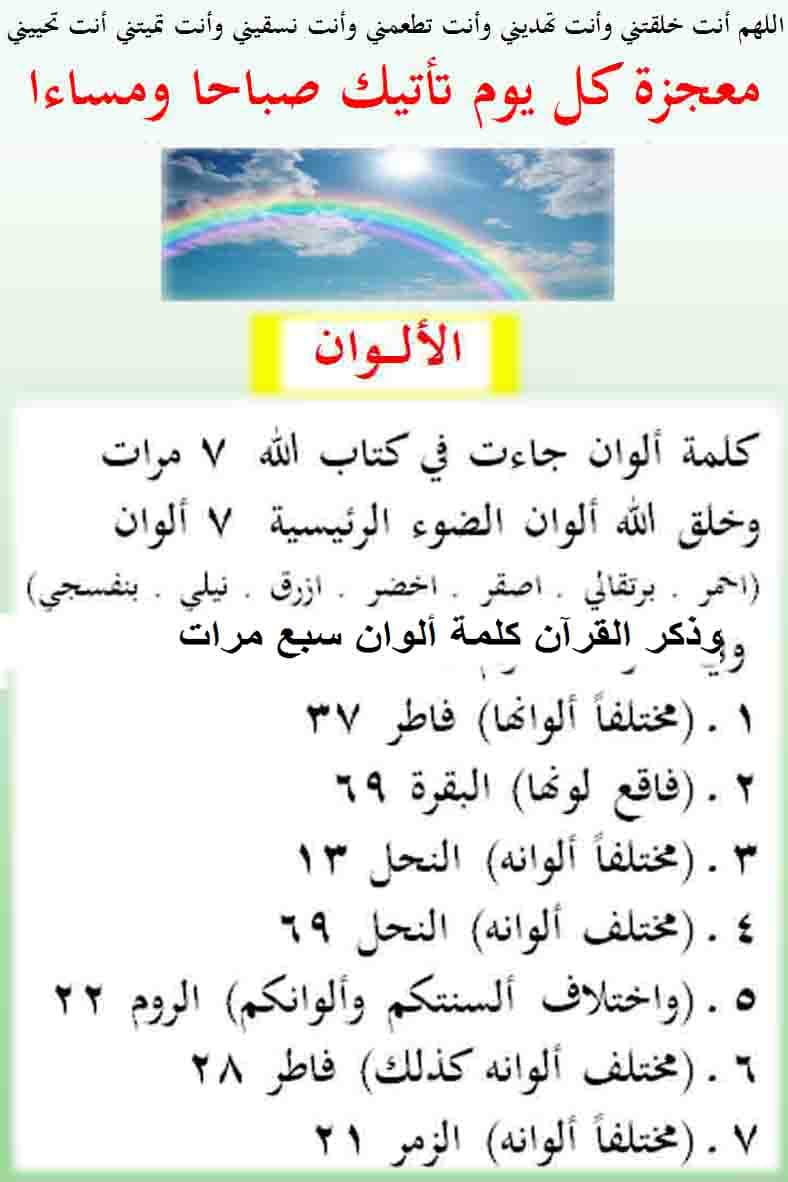 اللهم أنت خلقتني وأنت تهديني وأنت تطعمني وأنت تسقيني وأنت تميتني أنت تحييني
معجزة كل يوم تأتيك صباحا ومساءا
الألـوان
كلمة ألوان جاءت في كتاب الله ٧ مرات
وخلق الله ألوان الضوء الرئيسية ٧ ألوان
(احمر . برتقالي . اصفر . اخضر . ازرق . نيلي . بنفسجي)
وذكر القرآن كلمة ألوان سبع مرات
١ . (مختلفاً ألوانها) فاطر ٣٧
٢ . (فاقع لونها) البقرة ٦٩
٣ . (مختلفاً ألوانه) النحل ١٣
٤ . (مختلف ألوانه) النحل ٦٩
٥ . (واختلاف ألسنتكم وألوانكم) الروم ٢٢
٦ . (مختلف ألوانه كذلك) فاطر ٢٨
٧ . (مختلفاً ألوانه) الزمر ٢١